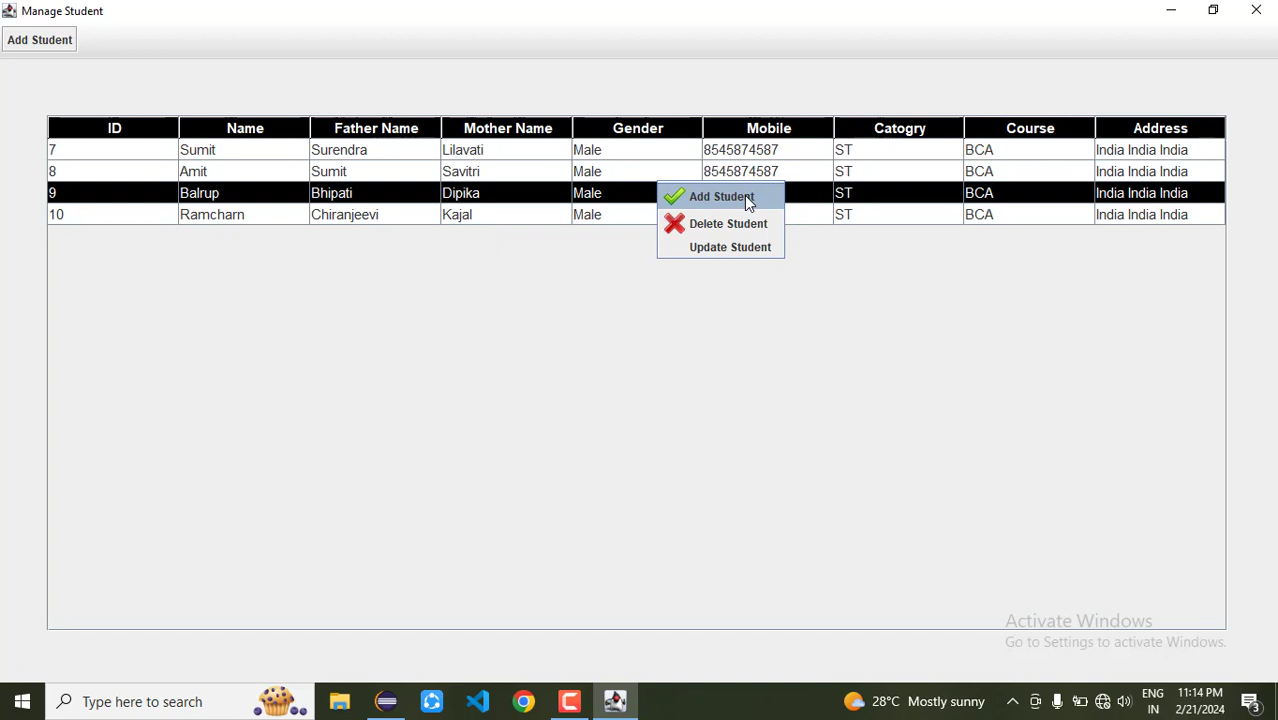 Manage Student
Add Student
ID Name Father Name Mother Name Gender Mobile Catogry Course Address
7 Sumit Surendra Lilavati Male 8545874587 ST BCA India India India
8 Amit Sumit Savitri Male 8545874587 ST BCA India India India
9 Balrup Bhipati Dipika Male ST BCA India India India
10 Ramcharn Chiranjeevi Kajal Male ST BCA India India India
Add Student
Delete Student
Update Student
Activate Windows
Go to Settings to activate Windows.
Type here to search
28°C Mostly sunny
ENG
IN
11:14 PM
2/21/2024
3